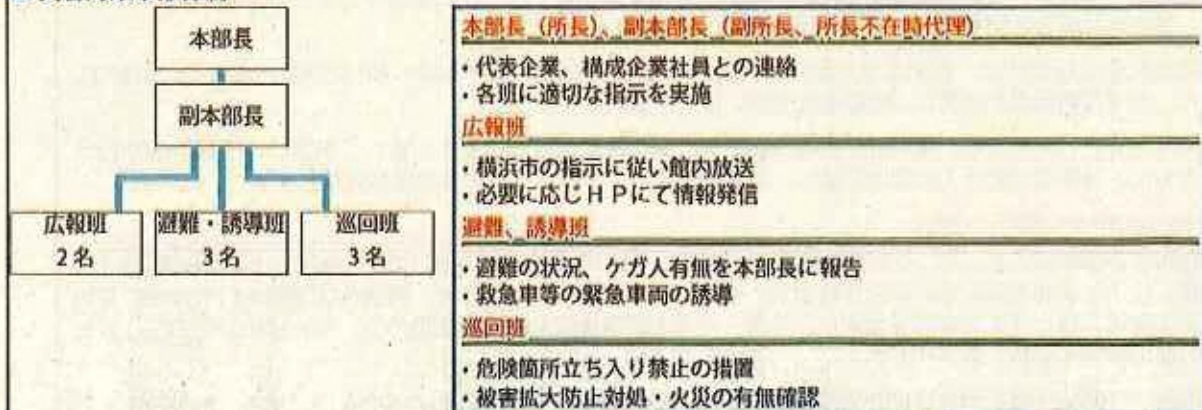 本部長
副本部長
広報班
2名
避難・誘導班
3名
巡回班
3名
本部長（所長）、副本部長（副所長、所長不在時代理）
・代表企業、構成企業社員との連絡
・各班に適切な指示を実施
広報班
・横浜市の指示に従い館内放送
・必要に応じＨＰにて情報発信
避難、誘導班
・避難の状況、ケガ人有無を本部長に報告
・救急車等の緊急車両の誘導
巡回班
・危険箇所立ち入り禁止の措置
・被害拡大防止対処・火災の有無確認